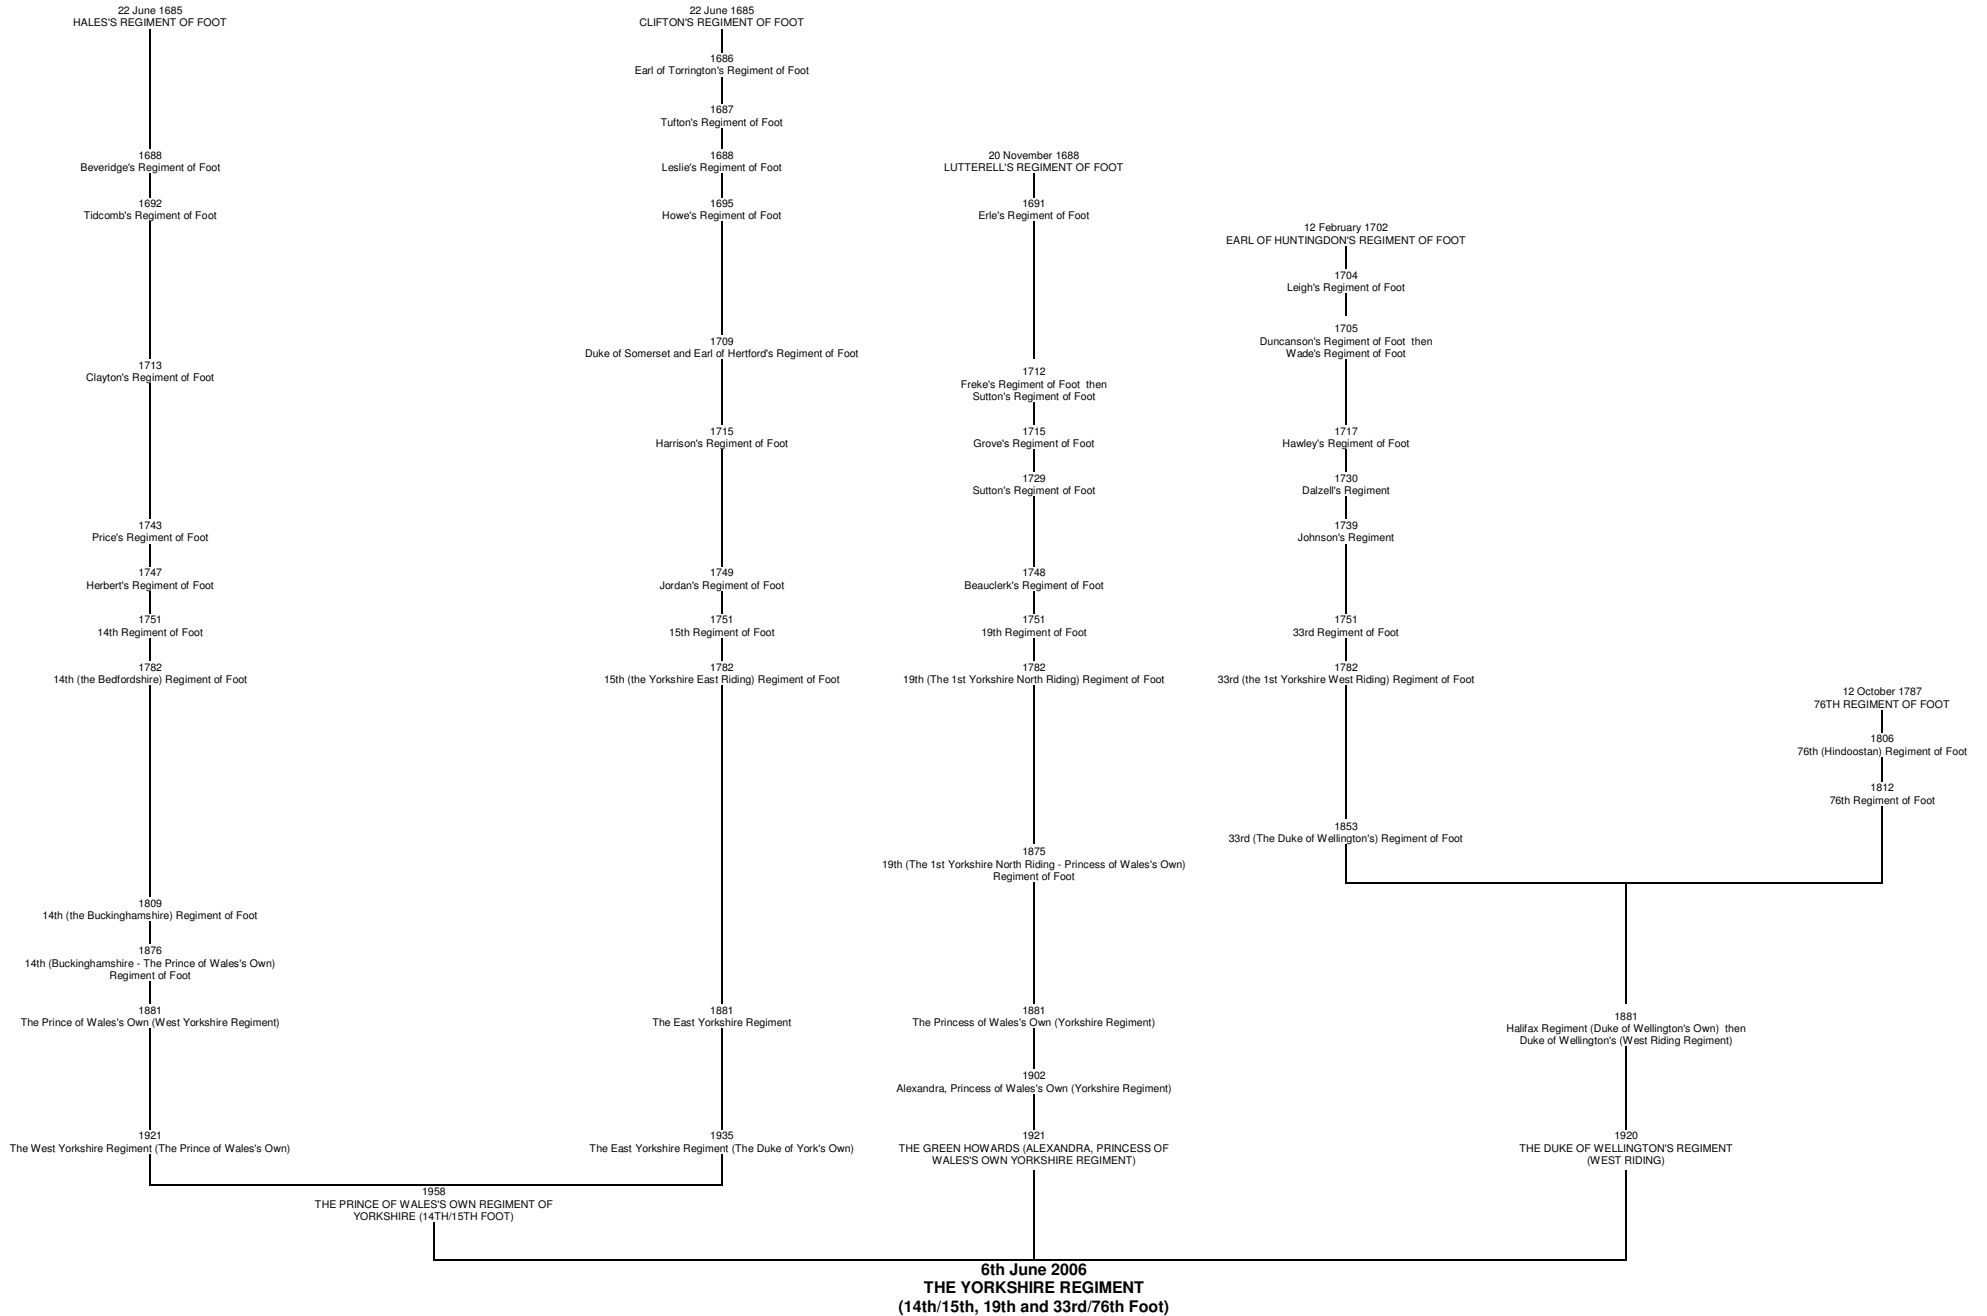 22 June 1685
HALES'S REGIMENT OF FOOT
1688
Beveridge's Regiment of Foot
1692
Tidcomb's Regiment of Foot
1713
Clayton's Regiment of Foot
1743
Price's Regiment of Foot
1747
Herbert's Regiment of Foot
1751
14th Regiment of Foot
1782
14th (the Bedfordshire) Regiment of Foot
1809
14th (the Buckinghamshire) Regiment of Foot
1876
14th (Buckinghamshire - The Prince of Wales's Own)
Regiment of Foot
1881
The Prince of Wales's Own (West Yorkshire Regiment)
1921
The West Yorkshire Regiment (The Prince of Wales's Own)
22 June 1685
CLIFTON'S REGIMENT OF FOOT
1686
Earl of Torrington's Regiment of Foot
1687
Tufton's Regiment of Foot
1688
Leslie's Regiment of Foot
1695
Howe's Regiment of Foot
1709
Duke of Somerset and Earl of Hertford's Regiment of Foot
1715
Harrison's Regiment of Foot
1749
Jordan's Regiment of Foot
1751
15th Regiment of Foot
1782
15th (the Yorkshire East Riding) Regiment of Foot
1881
The East Yorkshire Regiment
1935
The East Yorkshire Regiment (The Duke of York's Own)
1958
THE PRINCE OF WALES'S OWN REGIMENT OF
YORKSHIRE (14TH/15TH FOOT)
20 November 1688
LUTTERELL'S REGIMENT OF FOOT
1691
Erle's Regiment of Foot
1712
Freke's Regiment of Foot then
Sutton's Regiment of Foot
1715
Grove's Regiment of Foot
1729
Sutton's Regiment of Foot
1748
Beauclerk's Regiment of Foot
1751
19th Regiment of Foot
1782
19th (The 1st Yorkshire North Riding) Regiment of Foot
1875
19th (The 1st Yorkshire North Riding - Princess of Wales's Own)
Regiment of Foot
1881
The Princess of Wales's Own (Yorkshire Regiment)
1902
Alexandra, Princess of Wales's Own (Yorkshire Regiment)
1921
THE GREEN HOWARDS (ALEXANDRA, PRINCESS OF
WALES'S OWN YORKSHIRE REGIMENT)
12 February 1702
EARL OF HUNTINGDON'S REGIMENT OF FOOT
1704
Leigh's Regiment of Foot
1705
Duncanson's Regiment of Foot then
Wade's Regiment of Foot
1717
Hawley's Regiment of Foot
1730
Dalzell's Regiment
1739
Johnson's Regiment
1751
33rd Regiment of Foot
1782
33rd (the 1st Yorkshire West Riding) Regiment of Foot
1853
33rd (The Duke of Wellington's) Regiment of Foot
12 October 1787
76TH REGIMENT OF FOOT
1806
76th (Hindoostan) Regiment of Foot
1812
76th Regiment of Foot
1881
Halifax Regiment (Duke of Wellington's Own) then
Duke of Wellington's (West Riding Regiment)
1920
THE DUKE OF WELLINGTON'S REGIMENT
(WEST RIDING)
6th June 2006
THE YORKSHIRE REGIMENT
(14th/15th, 19th and 33rd/76th Foot)